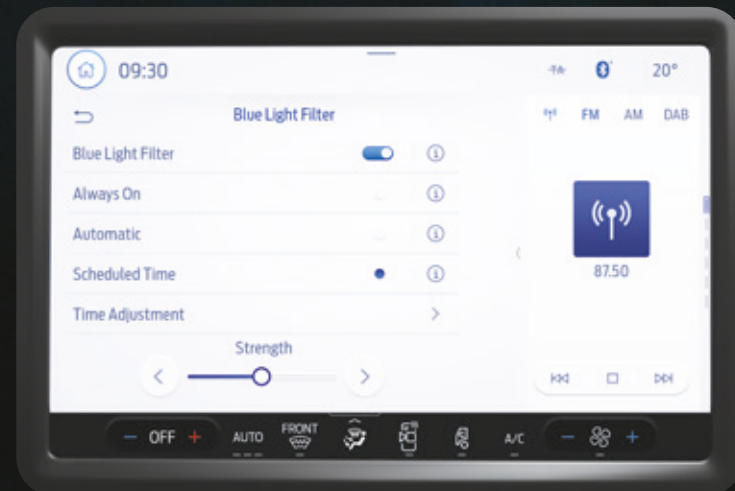 09:30
TA
20°
Blue Light Filter
FM AM DAB
Blue Light Filter
Always On
Automatic
Scheduled Time
87.50
Time Adjustment
Strength
− OFF + AUTO FRONT A/C − +